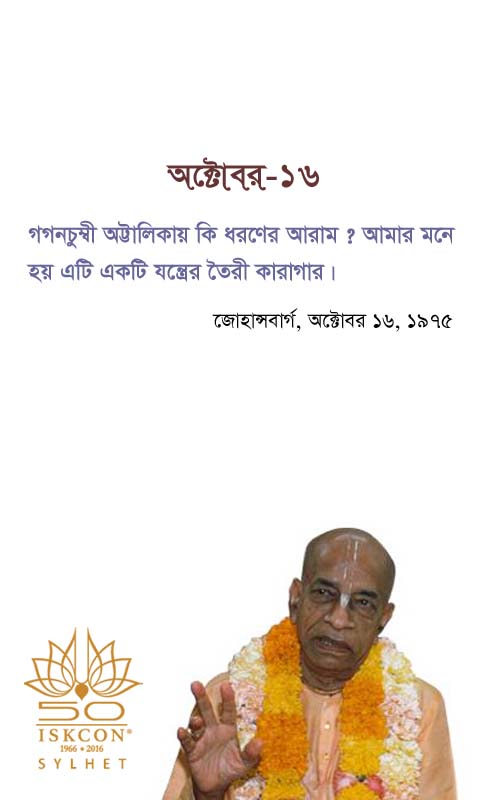 অক্টোবর-১৬
গগনচুম্বী অট্টালিকায় কি ধরণের আরাম ? আমার মনে
হয় এটি একটি যন্ত্রের তৈরী কারাগার।
জোহান্সবার্গ, অক্টোবর ১৬, ১৯৭৫
50
ISKCON®
1966 • 2016
SYLHET